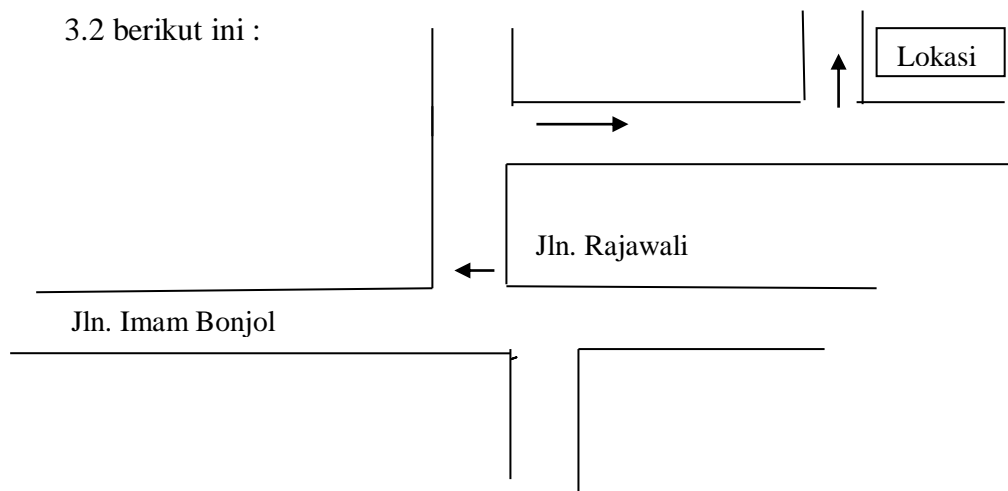 3.2 berikut ini :
Lokasi
Jln. Rajawali
Jln. Imam Bonjol